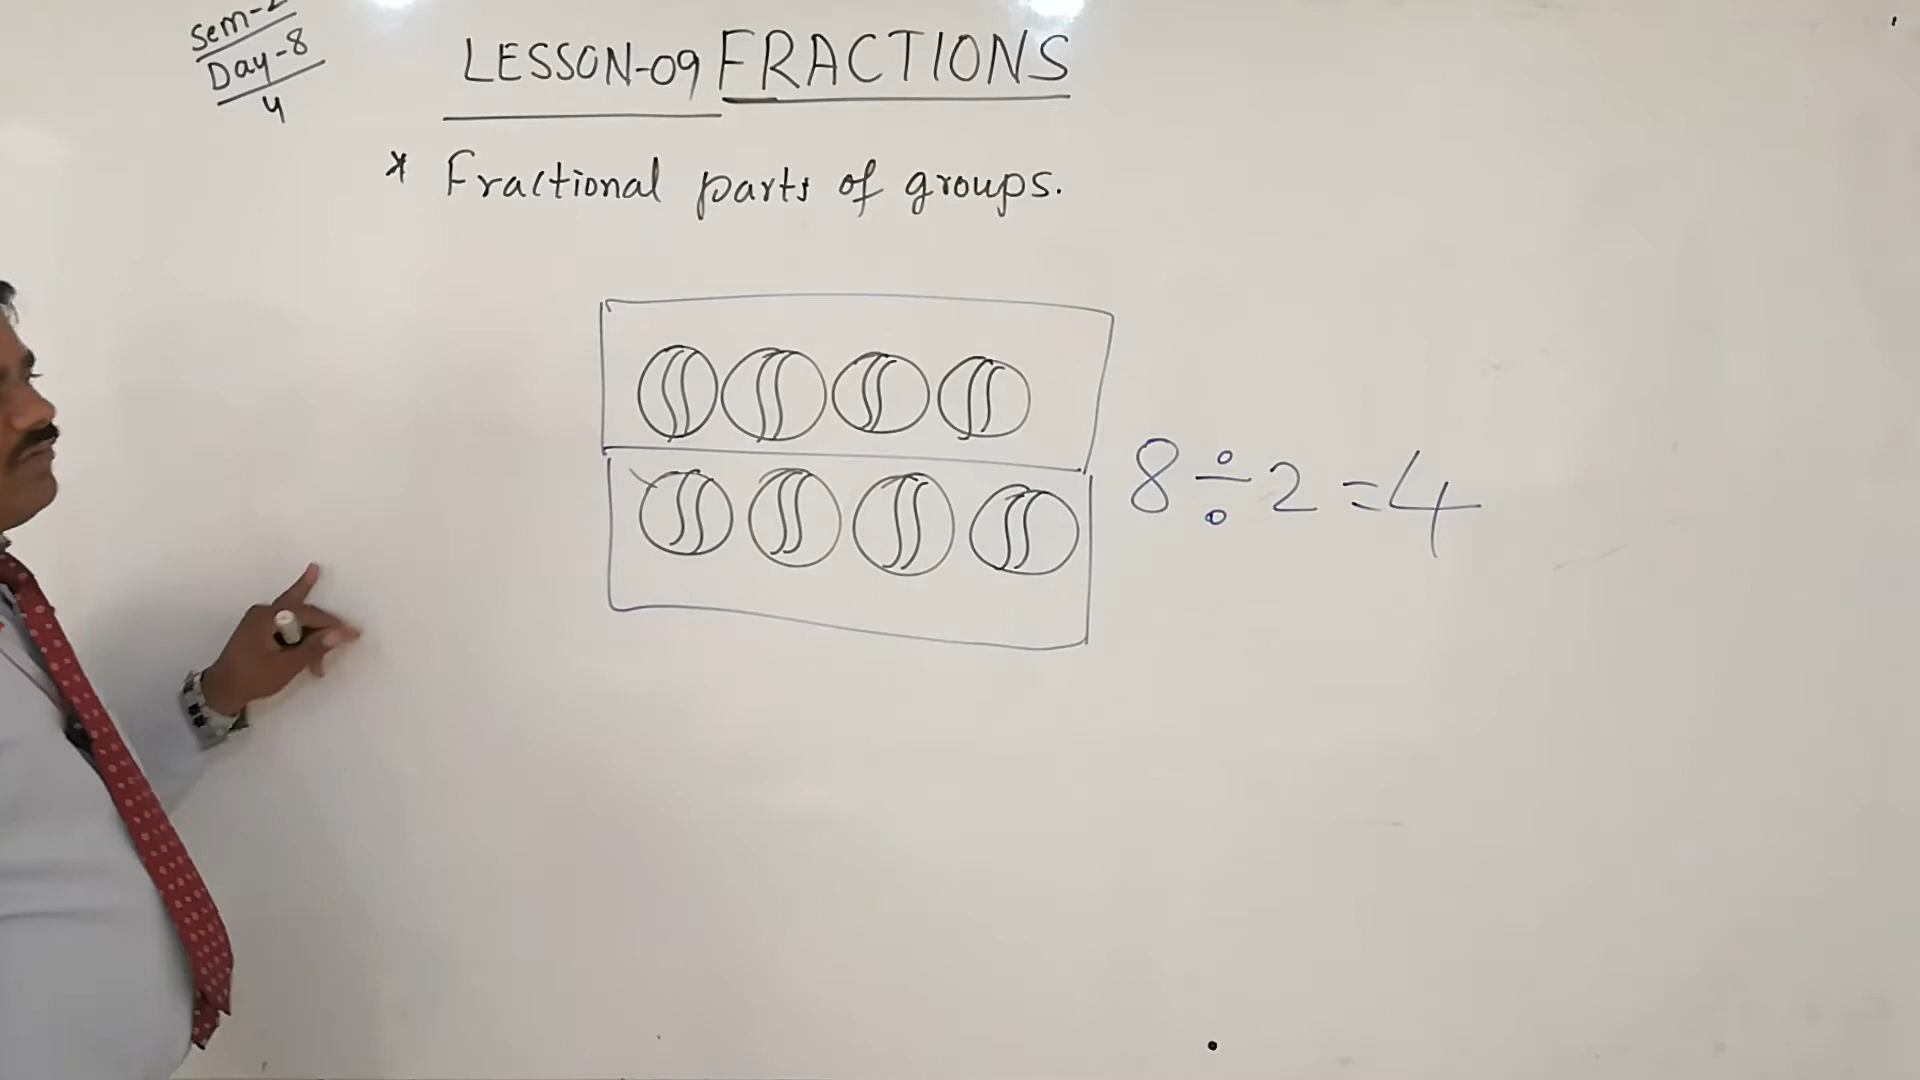 Sem-2
Day-8
4
LESSON-09 FRACTIONS
* Fractional parts of groups.
8 ÷ 2 = 4